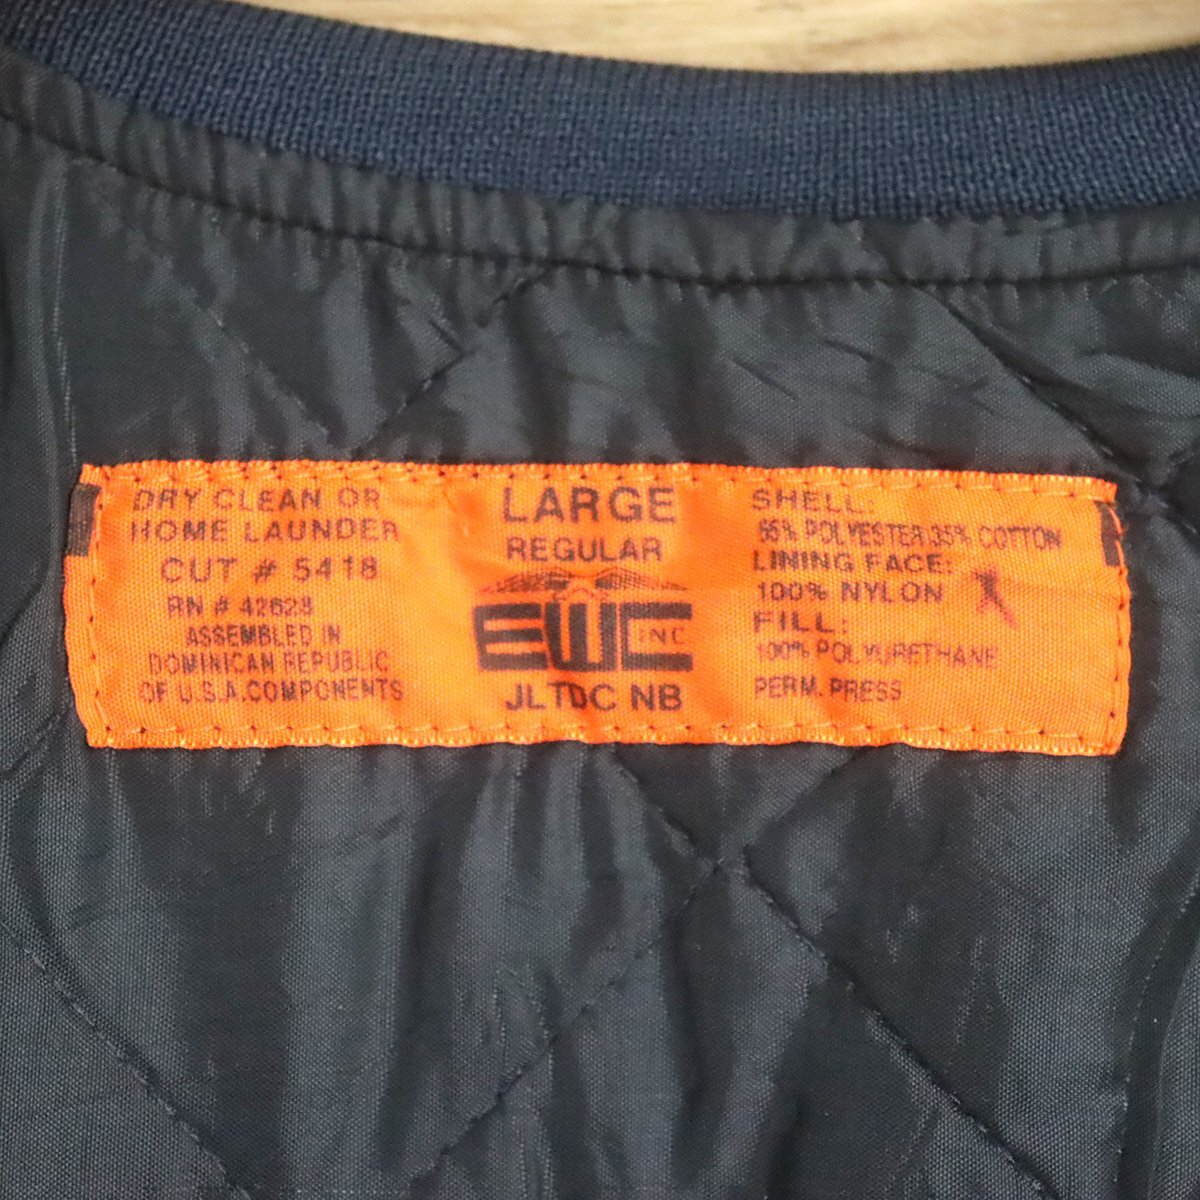 DRY CLEAN OR
HOME LAUNDER
CUT # 5418
RN # 42628
ASSEMBLED IN
DOMINICAN REPUBLIC
OF U.S.A.COMPONENTS
LARGE
REGULAR
EWC INC
JLTDC NB
SHELL:
65% POLYESTER 35% COTTON
LINING FACE:
100% NYLON
FILL:
100% POLYURETHANE
PERM. PRESS